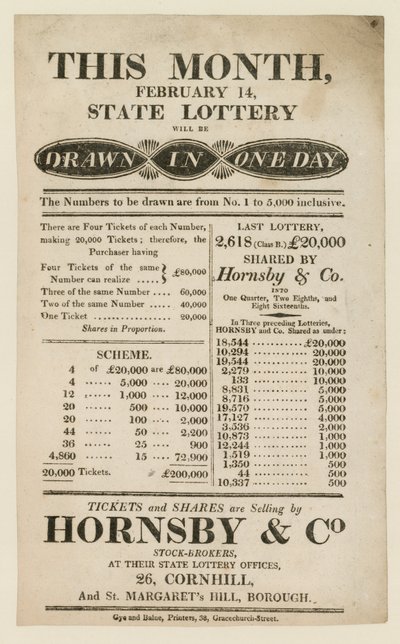 THIS MONTH,
FEBRUARY 14,
STATE LOTTERY
WILL BE
DRAWN IN ONE DAY
The Numbers to be drawn are from No. 1 to 5,000 inclusive.
There are Four Tickets of each Number,
making 20,000 Tickets; therefore, the
Purchaser having
Four Tickets of the same
Number can realize ..... } £80,000
Three of the same Number .... 60,000
Two of the same Number ..... 40,000
One Ticket ................ 20,000
Shares in Proportion.
SCHEME.
4 of £20,000 are £80,000
4 ...... 5,000 .... 20,000
12 ...... 1,000 .... 12,000
20 ...... 500 .... 10,000
20 ...... 100 .... 2,000
44 ...... 50 .... 2,200
36 ...... 25 .... 900
4,860 ...... 15 .... 72,900
20,000 Tickets. £200,000
LAST LOTTERY,
2,618 (Class B.) £20,000
SHARED BY
Hornsby & Co.
INTO
One Quarter, Two Eighths, and
Eight Sixteenths.
In Three preceding Lotteries,
HORNSBY and Co. Shared as under:
18,544 ........... £20,000
10,294 ........... 20,000
19,544 ........... 20,000
2,279 ........... 10,000
133 ........... 10,000
8,831 ........... 5,000
8,716 ........... 5,000
19,570 ........... 5,000
17,127 ........... 4,000
3,536 ........... 2,000
10,873 ........... 1,000
12,244 ........... 1,000
1,519 ........... 1,000
1,350 ........... 500
44 ........... 500
10,337 ........... 500
TICKETS and SHARES are Selling by
HORNSBY & Co
STOCK-BROKERS,
AT THEIR STATE LOTTERY OFFICES,
26, CORNHILL,
And St. MARGARET's HILL, BOROUGH.
Gye and Balne, Printers, 38, Gracechurch-Street.